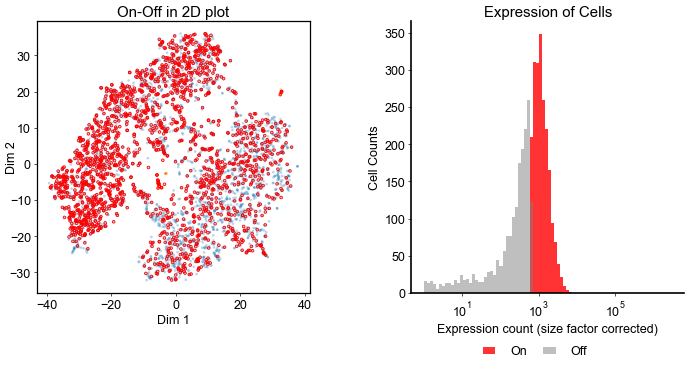 On-Off in 2D plot
30
20
10
0
−10
−20
−30
−40
−20
0
20
40
Dim 2
Dim 1
Expression of Cells
350
300
250
200
150
100
50
0
10^1
10^3
10^5
Cell Counts
Expression count (size factor corrected)
On
Off